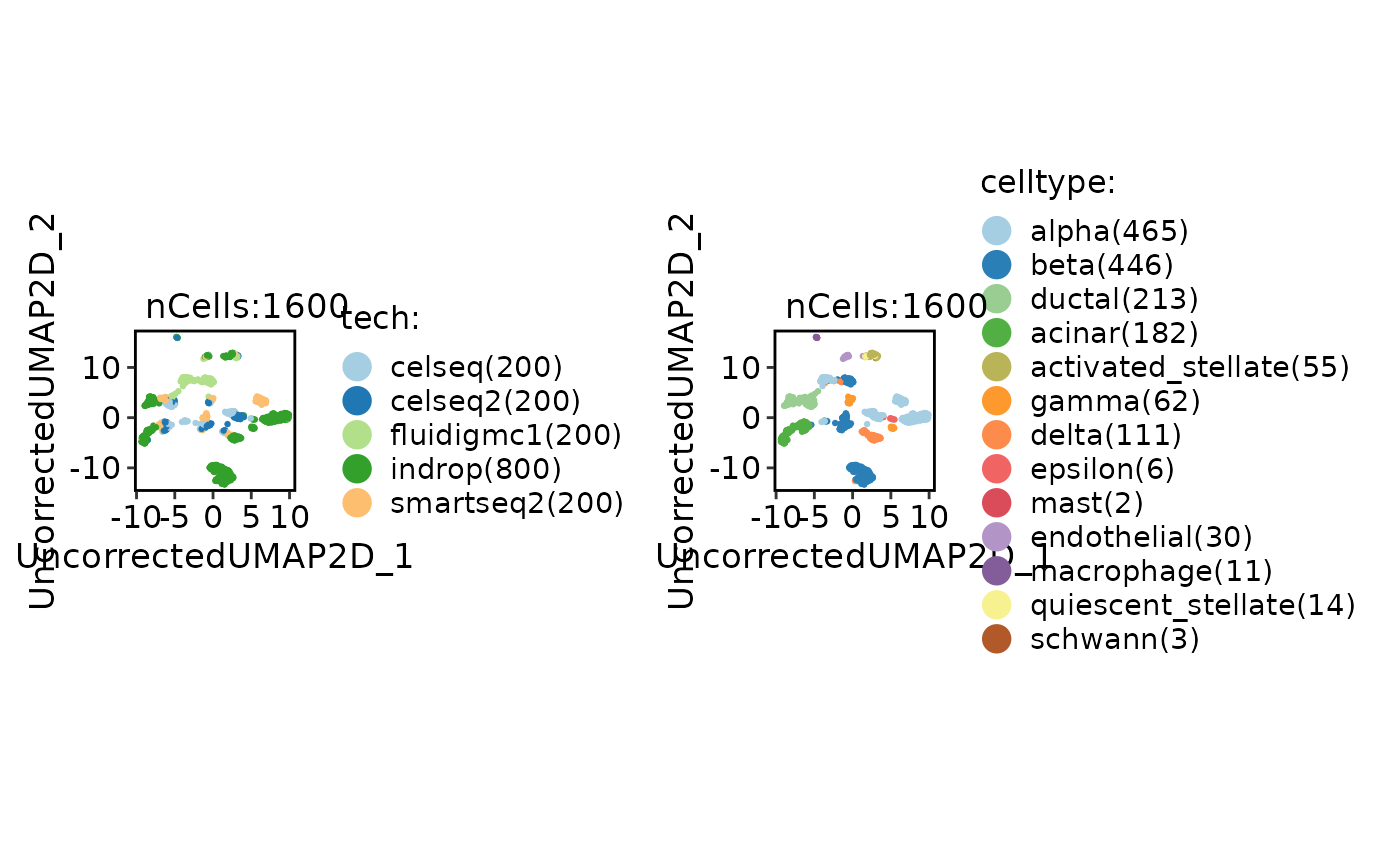 nCells:1600
UncorrectedUMAP2D_2
10
0
-10
-10
-5
0
5
10
UncorrectedUMAP2D_1
tech:
celseq(200)
celseq2(200)
fluidigmc1(200)
indrop(800)
smartseq2(200)
nCells:1600
UncorrectedUMAP2D_2
10
0
-10
-10
-5
0
5
10
UncorrectedUMAP2D_1
celltype:
alpha(465)
beta(446)
ductal(213)
acinar(182)
activated_stellate(55)
gamma(62)
delta(111)
epsilon(6)
mast(2)
endothelial(30)
macrophage(11)
quiescent_stellate(14)
schwann(3)